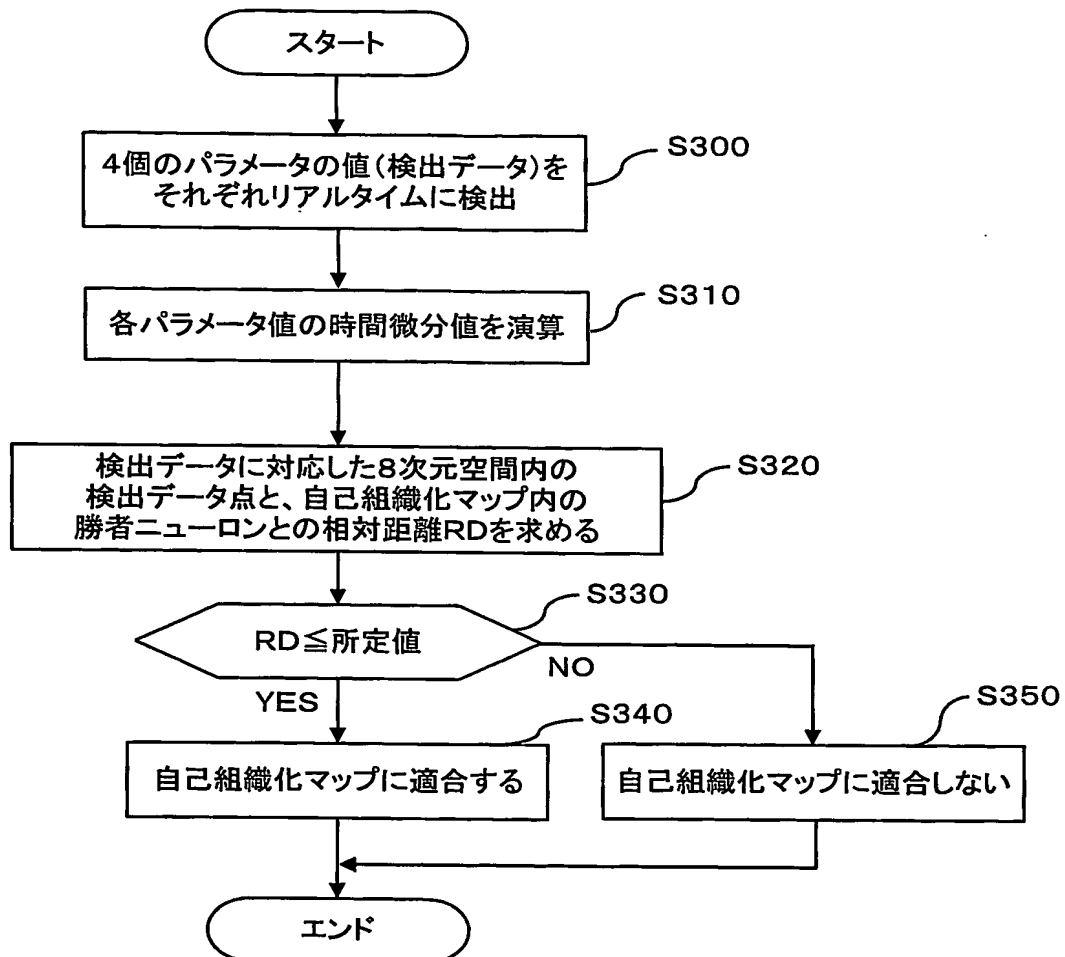 スタート
4個のパラメータの値(検出データ)を
それぞれリアルタイムに検出
S300
各パラメータ値の時間微分値を演算
S310
検出データに対応した8次元空間内の
検出データ点と、自己組織化マップ内の
勝者ニューロンとの相対距離RDを求める
S320
RD≦所定値
S330
NO
YES
自己組織化マップに適合する
S340
自己組織化マップに適合しない
S350
エンド